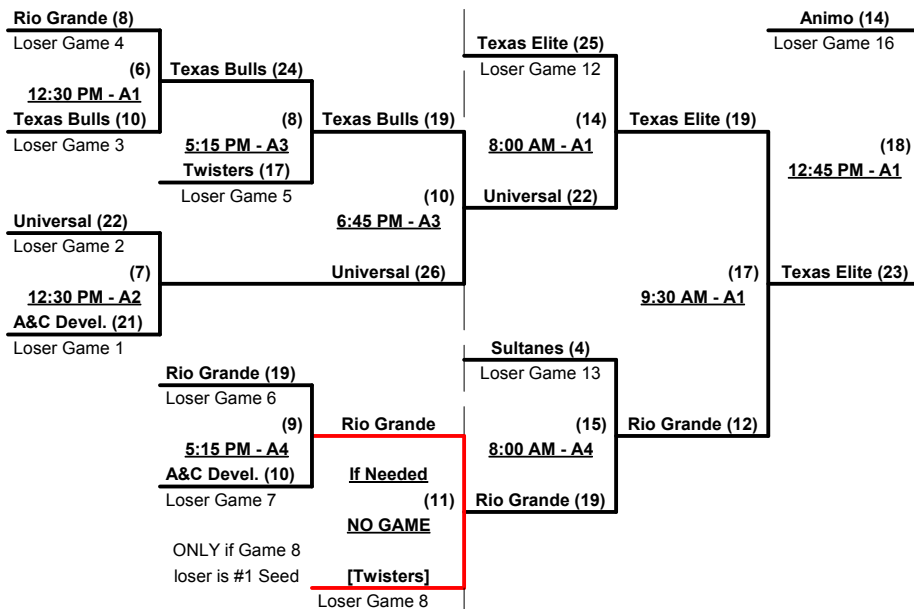 Rio Grande (8)
Loser Game 4
(6)
12:30 PM - A1
Texas Bulls (10)
Loser Game 3
Texas Bulls (24)
(8)
5:15 PM - A3
Twisters (17)
Loser Game 5
Texas Bulls (19)
(10)
6:45 PM - A3
Universal (22)
Loser Game 2
(7)
12:30 PM - A2
A&C Devel. (21)
Loser Game 1
Universal (26)
Rio Grande (19)
Loser Game 6
(9)
5:15 PM - A4
A&C Devel. (10)
Loser Game 7
Rio Grande
If Needed
(11)
NO GAME
ONLY if Game 8
loser is #1 Seed
[Twisters]
Loser Game 8
Texas Elite (25)
Loser Game 12
(14)
8:00 AM - A1
Universal (22)
Texas Elite (19)
Sultanes (4)
Loser Game 13
(15)
8:00 AM - A4
Rio Grande (19)
Rio Grande (12)
(17)
9:30 AM - A1
Animo (14)
Loser Game 16
(18)
12:45 PM - A1
Texas Elite (23)